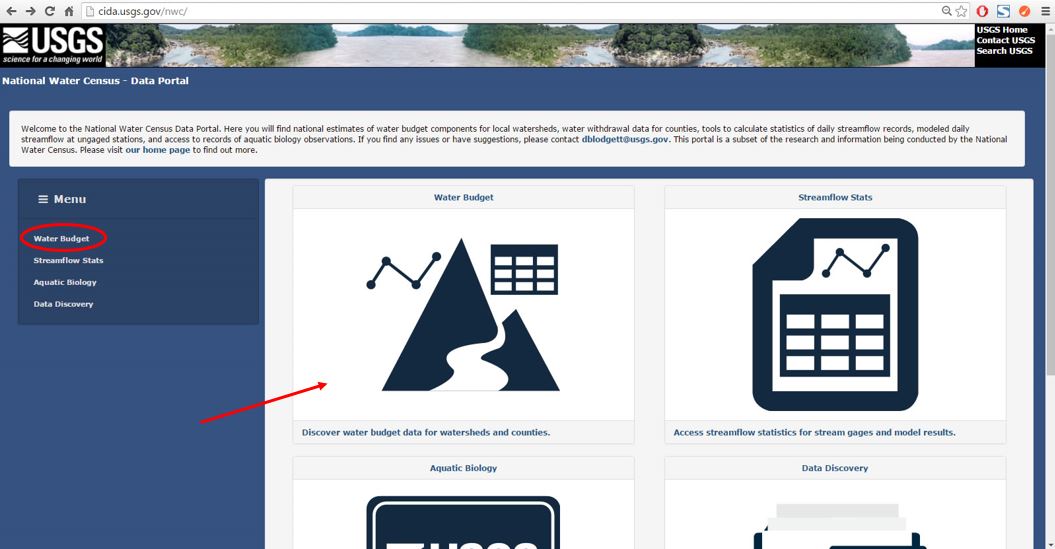 cida.usgs.gov/nwc/
USGS
science for a changing world
USGS Home
Contact USGS
Search USGS
National Water Census - Data Portal
Welcome to the National Water Census Data Portal. Here you will find national estimates of water budget components for local watersheds, water withdrawal data for counties, tools to calculate statistics of daily streamflow records, modeled daily
streamflow at ungaged stations, and access to records of aquatic biology observations. If you find any issues or have suggestions, please contact dblodgett@usgs.gov. This portal is a subset of the research and information being conducted by the National
Water Census. Please visit our home page to find out more.
Menu
Water Budget
Streamflow Stats
Aquatic Biology
Data Discovery
Water Budget
Discover water budget data for watersheds and counties.
Streamflow Stats
Access streamflow statistics for stream gages and model results.
Aquatic Biology
USGS
Data Discovery